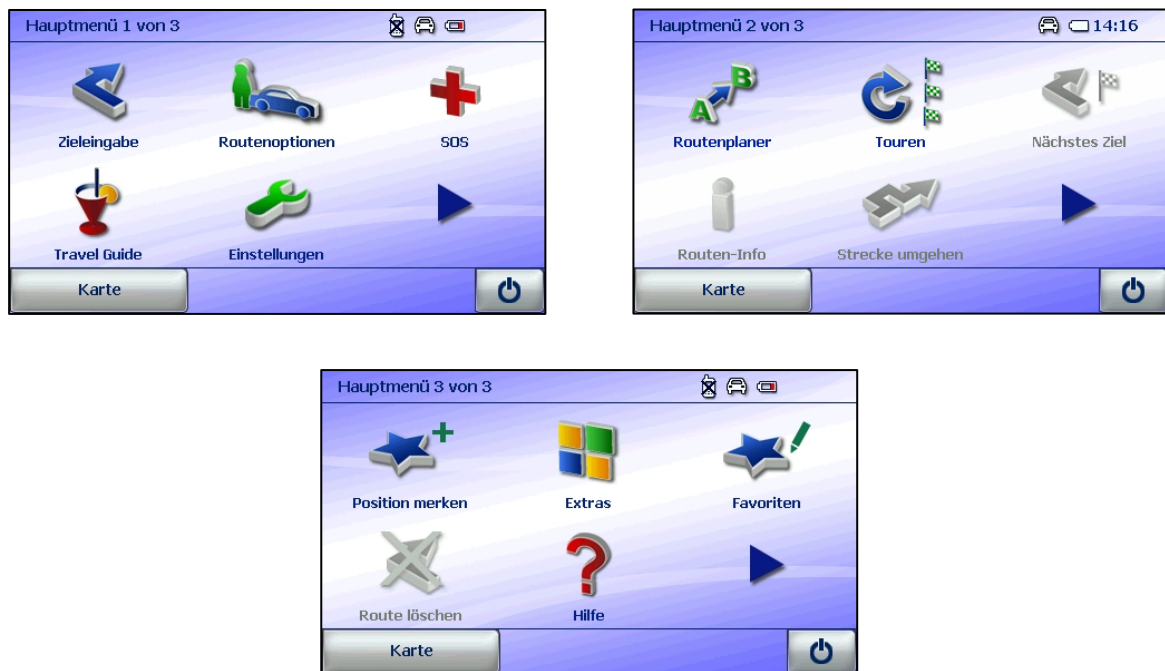 Hauptmenü 1 von 3
Zieleingabe
Routenoptionen
SOS
Travel Guide
Einstellungen
Karte
Hauptmenü 2 von 3
14:16
A B
Routenplaner
Touren
Nächstes Ziel
Routen-Info
Strecke umgehen
Karte
Hauptmenü 3 von 3
Position merken
Extras
Favoriten
Route löschen
?
Hilfe
Karte